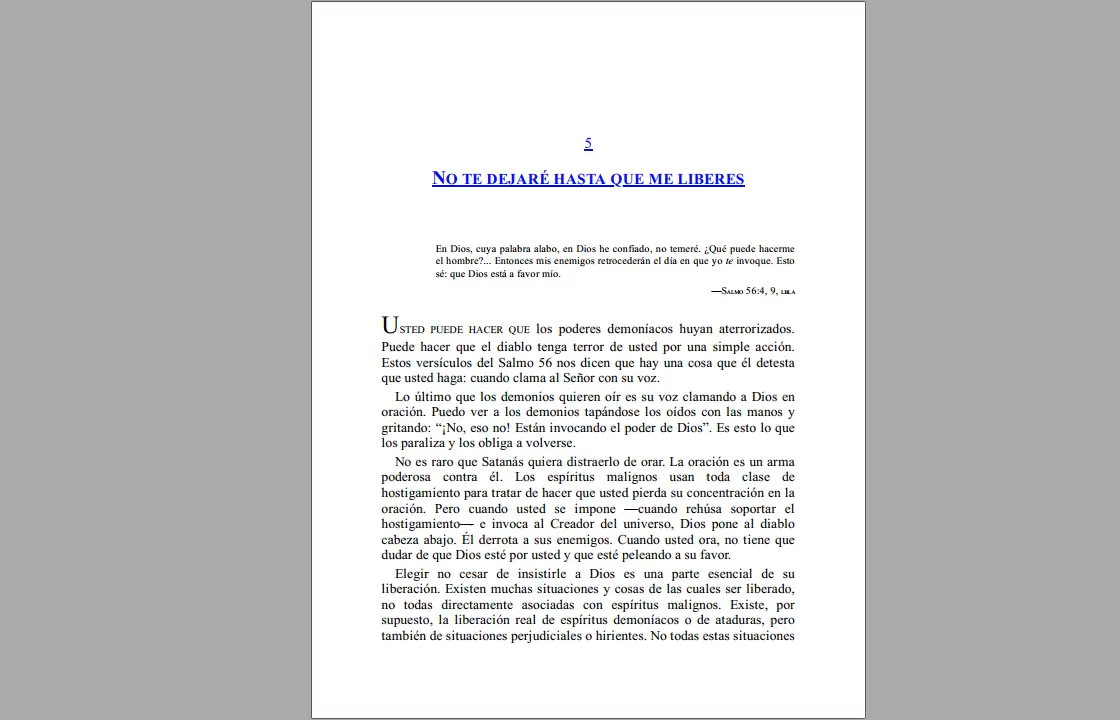 5
NO TE DEJARÉ HASTA QUE ME LIBERES
En Dios, cuya palabra alabo, en Dios he confiado, no temeré. ¿Qué puede hacerme
el hombre?... Entonces mis enemigos retrocederán el día en que yo te invoque. Esto
sé: que Dios está a favor mío.
—SALMO 56:4, 9, LBLA
USTED PUEDE HACER QUE los poderes demoníacos huyan aterrorizados.
Puede hacer que el diablo tenga terror de usted por una simple acción.
Estos versículos del Salmo 56 nos dicen que hay una cosa que él detesta
que usted haga: cuando clama al Señor con su voz.
Lo último que los demonios quieren oír es su voz clamando a Dios en
oración. Puedo ver a los demonios tapándose los oídos con las manos y
gritando: “¡No, eso no! Están invocando el poder de Dios”. Es esto lo que
los paraliza y los obliga a volverse.
No es raro que Satanás quiera distraerlo de orar. La oración es un arma
poderosa contra él. Los espíritus malignos usan toda clase de
hostigamiento para tratar de hacer que usted pierda su concentración en la
oración. Pero cuando usted se impone —cuando rehúsa soportar el
hostigamiento— e invoca al Creador del universo, Dios pone al diablo
cabeza abajo. Él derrota a sus enemigos. Cuando usted ora, no tiene que
dudar de que Dios esté por usted y que esté peleando a su favor.
Elegir no cesar de insistirle a Dios es una parte esencial de su
liberación. Existen muchas situaciones y cosas de las cuales ser liberado,
no todas directamente asociadas con espíritus malignos. Existe, por
supuesto, la liberación real de espíritus demoníacos o de ataduras, pero
también de situaciones perjudiciales o hirientes. No todas estas situaciones